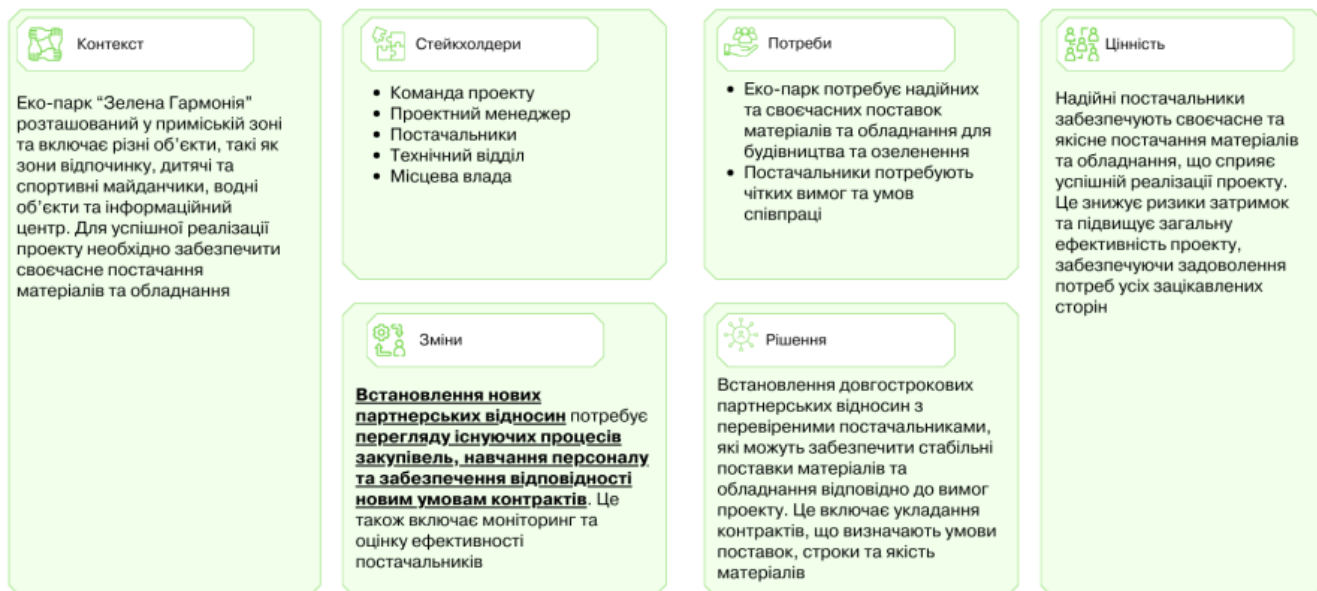 Контекст
Еко-парк “Зелена Гармонія”
розташований у приміській зоні
та включає різні об’єкти, такі як
зони відпочинку, дитячі та
спортивні майданчики, водні
об’єкти та інформаційний
центр. Для успішної реалізації
проекту необхідно забезпечити
своєчасне постачання
матеріалів та обладнання
Стейкхолдери
• Команда проекту
• Проектний менеджер
• Постачальники
• Технічний відділ
• Місцева влада
Зміни
Встановлення нових
партнерських відносин потребує
перегляду існуючих процесів
закупівель, навчання персоналу
та забезпечення відповідності
новим умовам контрактів. Це
також включає моніторинг та
оцінку ефективності
постачальників
Потреби
• Еко-парк потребує надійних
та своєчасних поставок
матеріалів та обладнання для
будівництва та озеленення
• Постачальники потребують
чітких вимог та умов
співпраці
Рішення
Встановлення довгострокових
партнерських відносин з
перевіреними постачальниками,
які можуть забезпечити стабільні
поставки матеріалів та
обладнання відповідно до вимог
проекту. Це включає укладання
контрактів, що визначають умови
поставок, строки та якість
матеріалів
Цінність
Надійні постачальники
забезпечують своєчасне та
якісне постачання матеріалів
та обладнання, що сприяє
успішній реалізації проекту.
Це знижує ризики затримок
та підвищує загальну
ефективність проекту,
забезпечуючи задоволення
потреб усіх зацікавлених
сторін